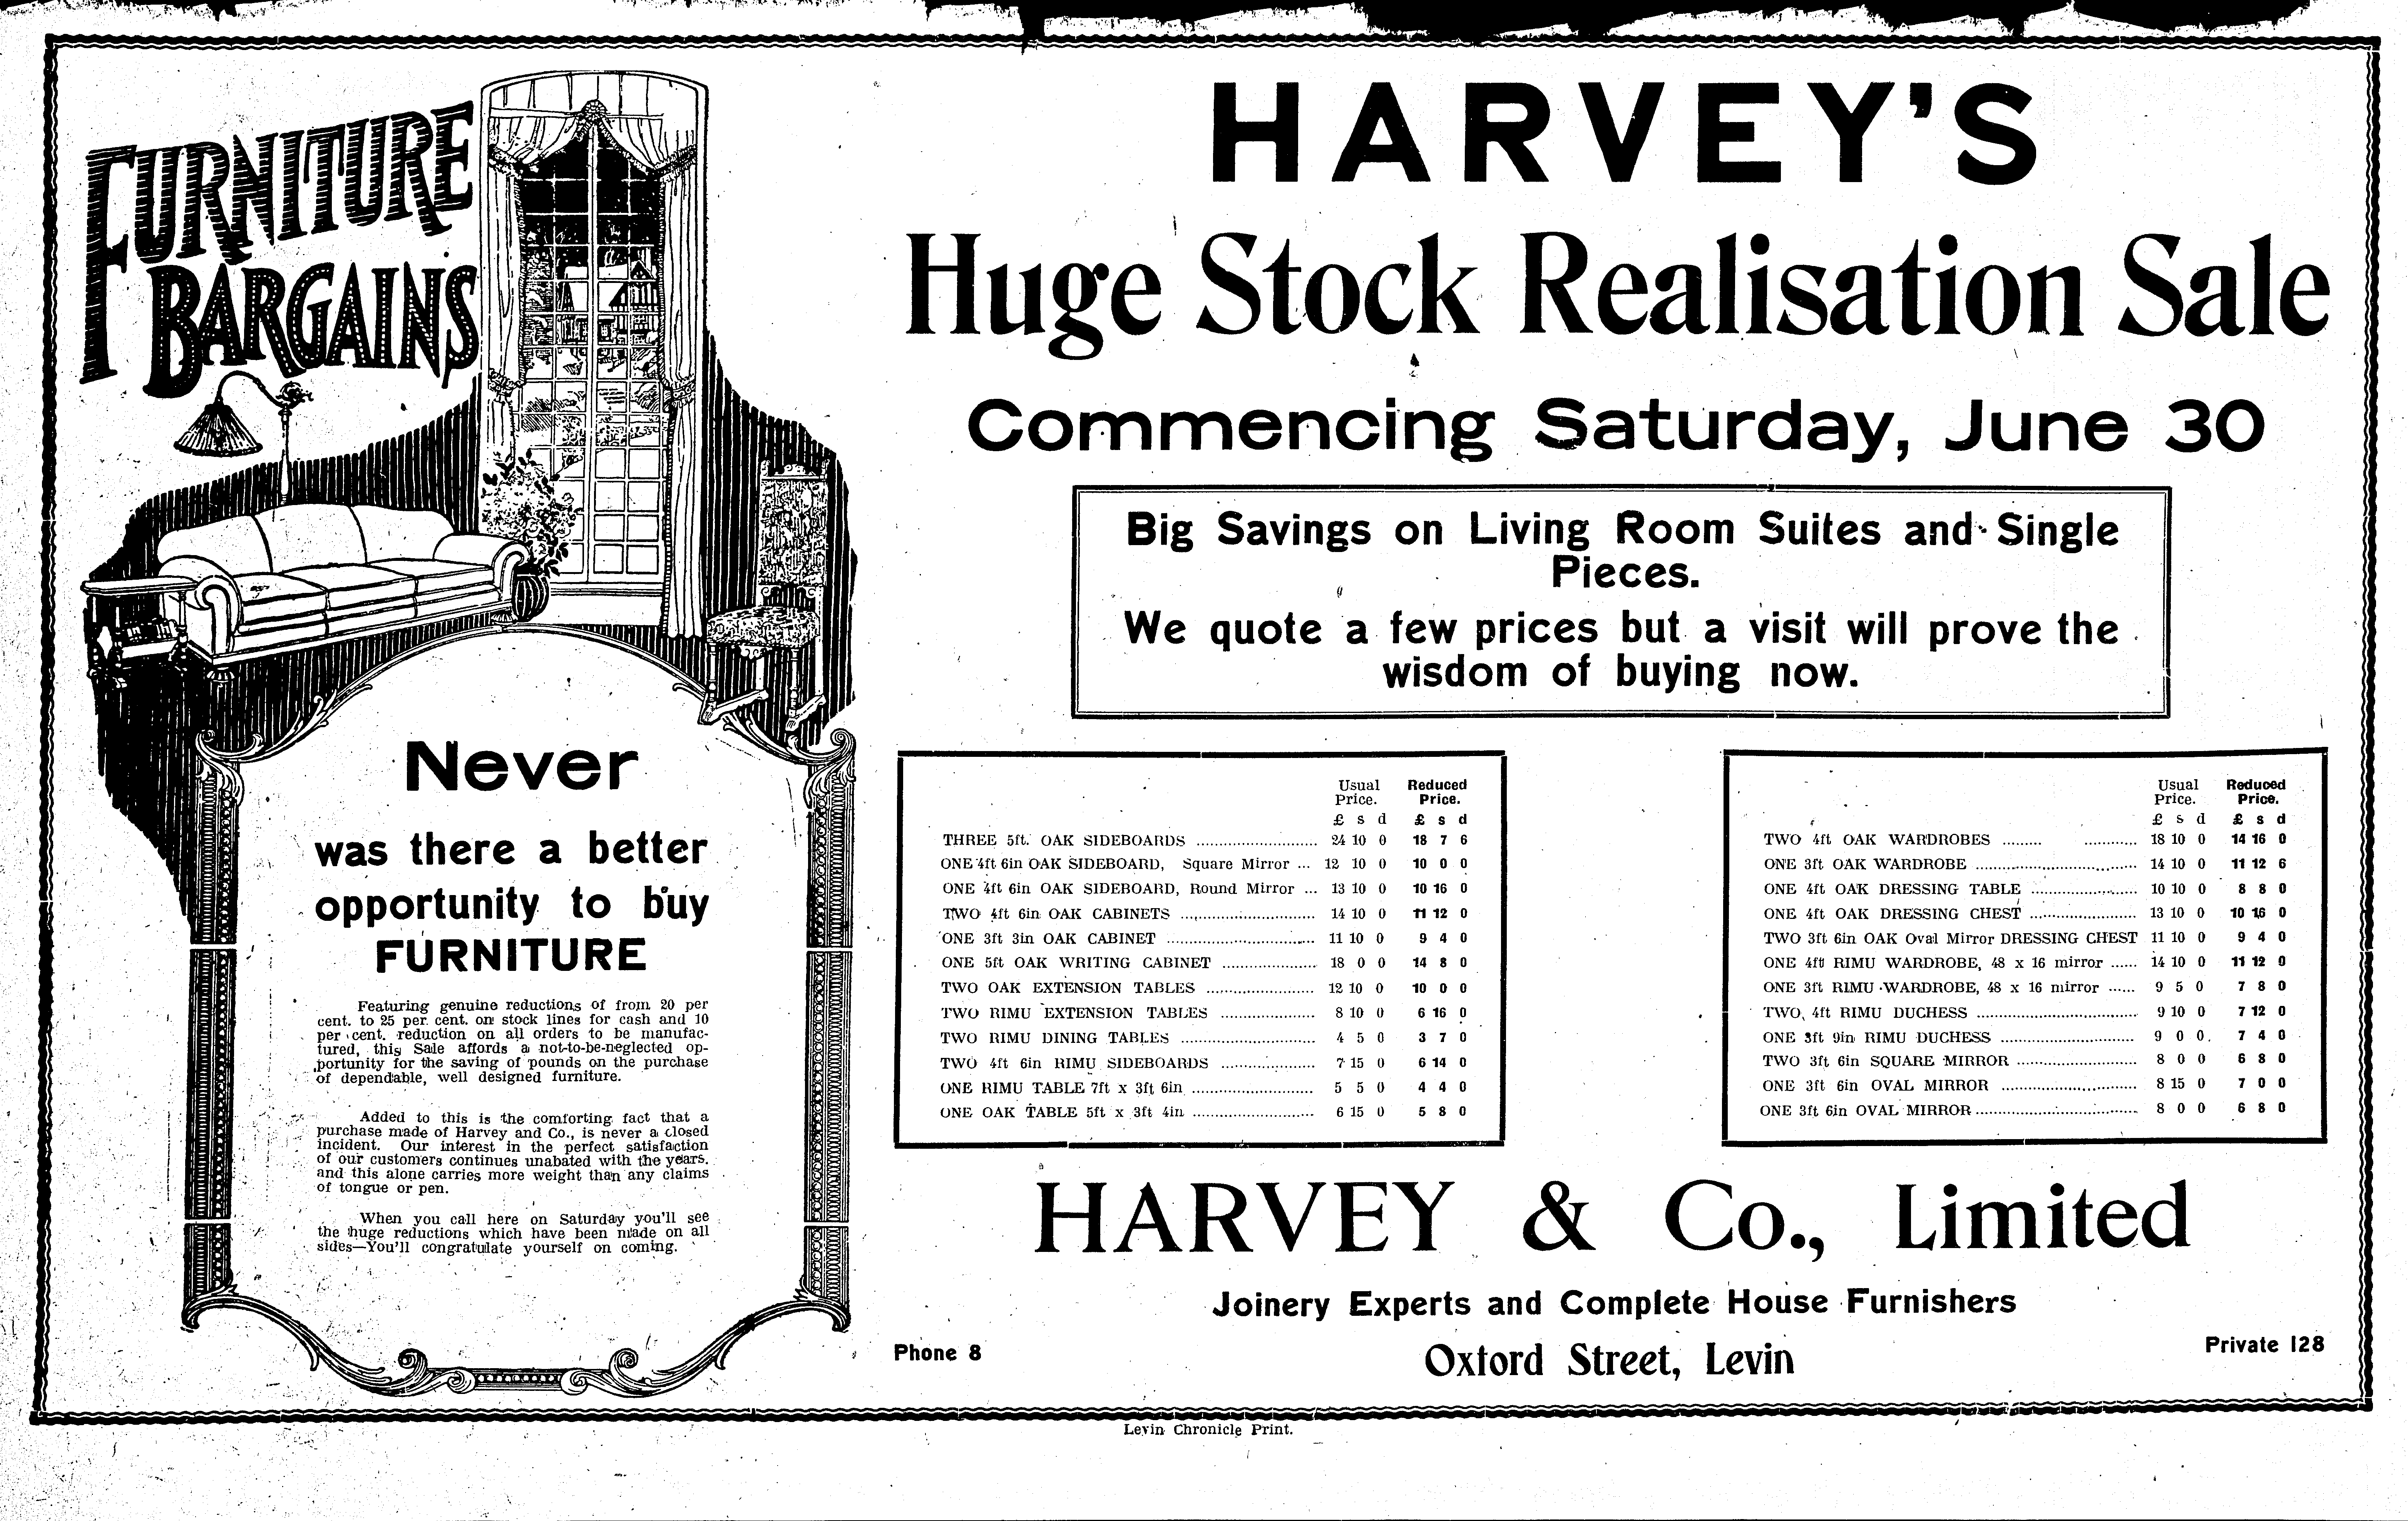 FURNITURE
BARGAINS
Never
was there a better
opportunity to buy
FURNITURE
Featuring genuine reductions of from 20 per
cent. to 25 per cent. on stock lines for cash and 10
per cent. reduction on all orders to be manufac-
tured, this Sale affords a not-to-be-neglected op-
portunity for the saving of pounds on the purchase
of dependable, well designed furniture.
Added to this is the comforting fact that a
purchase made of Harvey and Co., is never a closed
incident. Our interest in the perfect satisfaction
of our customers continues unabated with the years,
and this alone carries more weight than any claims
of tongue or pen.
When you call here on Saturday you'll see
the huge reductions which have been made on all
sides—You'll congratulate yourself on coming.
HARVEY'S
Huge Stock Realisation Sale
Commencing Saturday, June 30
Big Savings on Living Room Suites and Single
Pieces.
We quote a few prices but a visit will prove the
wisdom of buying now.
Usual Reduced
Price. Price.
£ s d £ s d
THREE 5ft. OAK SIDEBOARDS ........ 24 10 0 18 7 6
ONE 4ft 6in OAK SIDEBOARD, Square Mirror ... 12 10 0 10 0 0
ONE 4ft 6in OAK SIDEBOARD, Round Mirror ... 13 10 0 10 16 0
TWO 4ft 6in OAK CABINETS ........ 14 10 0 11 12 0
ONE 3ft 3in OAK CABINET ........ 11 10 0 9 4 0
ONE 5ft OAK WRITING CABINET ........ 18 0 0 14 8 0
TWO OAK EXTENSION TABLES ........ 12 10 0 10 0 0
TWO RIMU EXTENSION TABLES ........ 8 10 0 6 16 0
TWO RIMU DINING TABLES ........ 4 5 0 3 7 0
TWO 4ft 6in RIMU SIDEBOARDS ........ 7 15 0 6 14 0
ONE RIMU TABLE 7ft x 3ft 6in ........ 5 5 0 4 4 0
ONE OAK TABLE 5ft x 3ft 4in ........ 6 15 0 5 8 0
Usual Reduced
Price. Price.
£ s d £ s d
TWO 4ft OAK WARDROBES ........ 18 10 0 14 16 0
ONE 3ft OAK WARDROBE ........ 14 10 0 11 12 6
ONE 4ft OAK DRESSING TABLE ........ 10 10 0 8 8 0
ONE 4ft OAK DRESSING CHEST ........ 13 10 0 10 16 0
TWO 3ft 6in OAK Oval Mirror DRESSING CHEST 11 10 0 9 4 0
ONE 4ft RIMU WARDROBE, 48 x 16 mirror ...... 14 10 0 11 12 0
ONE 3ft RIMU WARDROBE, 48 x 16 mirror ...... 9 5 0 7 8 0
TWO 4ft RIMU DUCHESS ........ 9 10 0 7 12 0
ONE 3ft 9in RIMU DUCHESS ........ 9 0 0 7 4 0
TWO 3ft 6in SQUARE MIRROR ........ 8 0 0 6 8 0
ONE 3ft 6in OVAL MIRROR ........ 8 15 0 7 0 0
ONE 3ft 6in OVAL MIRROR ........ 8 0 0 6 8 0
HARVEY & Co., Limited
Joinery Experts and Complete House Furnishers
Phone 8
Oxford Street, Levin
Private 128
Levin Chronicle Print.